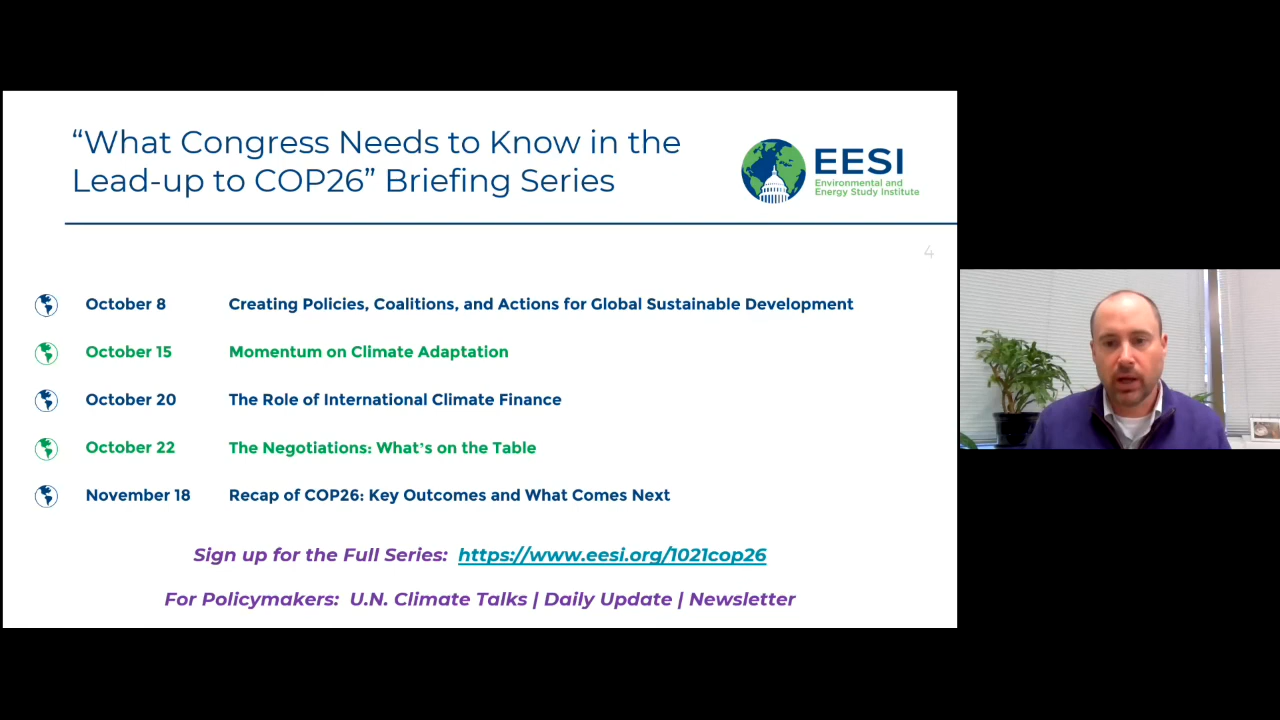 “What Congress Needs to Know in the
Lead-up to COP26” Briefing Series
EESI
Environmental and
Energy Study Institute
4
October 8 Creating Policies, Coalitions, and Actions for Global Sustainable Development
October 15 Momentum on Climate Adaptation
October 20 The Role of International Climate Finance
October 22 The Negotiations: What’s on the Table
November 18 Recap of COP26: Key Outcomes and What Comes Next
Sign up for the Full Series: https://www.eesi.org/1021cop26
For Policymakers: U.N. Climate Talks | Daily Update | Newsletter